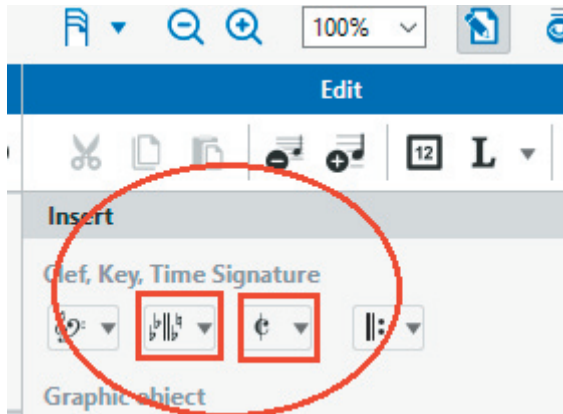 100%
Edit
12 L
Insert
Clef, Key, Time Signature
Graphic object